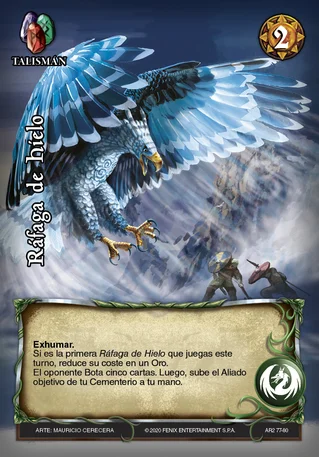 2
TALISMÁN
Ráfaga de hielo
Exhumar.
Si es la primera Ráfaga de Hielo que juegas este
turno, reduce su coste en un Oro.
El oponente Bota cinco cartas. Luego, sube el Aliado
objetivo de tu Cementerio a tu mano.
ARTE: MAURICIO CERECERA
© 2020 FENIX ENTERTAINMENT S.P.A.
AR2 77-80